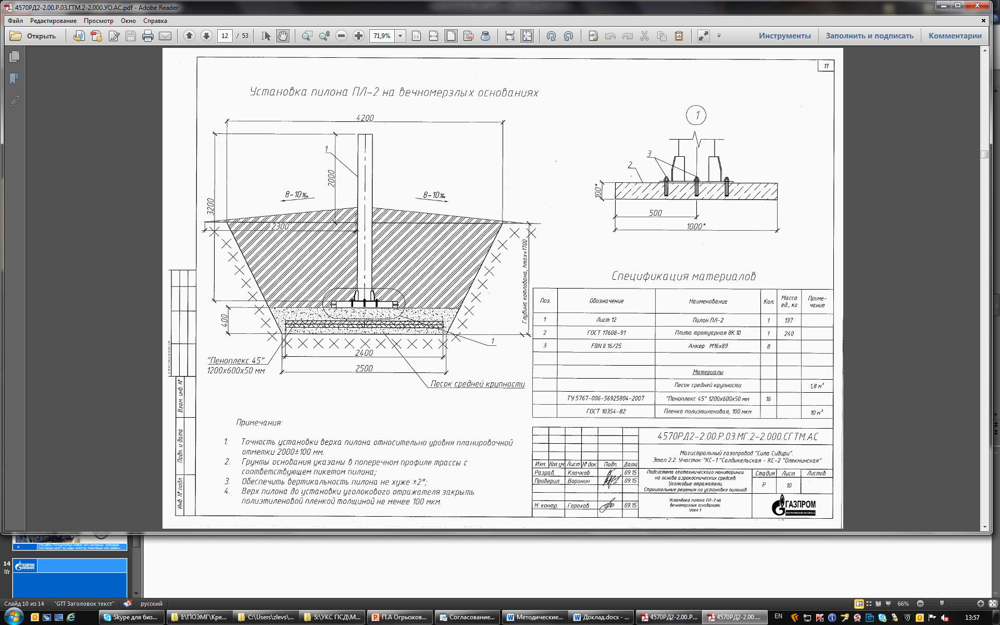 4570РД2-2.00.Р.03.ГТМ.2-2.000.УО.АС.pdf - Adobe Reader
Файл Редактирование Просмотр Окно Справка
Открыть 12 / 53 71,9% Инструменты Заполнить и подписать Комментарии
11
Установка пилона ПЛ-2 на вечномерзлых основаниях
4200
1
1
2000
3
2
8-10‰
8-10‰
3200
100*
500
1000*
2300
Глубина котлована, hmax=1700
400
1
2400
"Пеноплекс 45"
1200х600х50 мм
2500
Песок средней крупности
Спецификация материалов
Поз. Обозначение Наименование Кол. Масса ед., кг Приме-чание
1 Лист 12 Пилон ПЛ-2 1 137
2 ГОСТ 17608-91 Плита тротуарная 8К.10 1 240
3 FBN II 16/25 Анкер М16х89 8
Материалы
Песок средней крупности 1,8 м³
ТУ 5767-006-56925804-2007 "Пеноплекс 45" 1200х600х50 мм 16
ГОСТ 10354-82 Пленка полиэтиленовая, 100 мкм 10 м²
Примечания:
1. Точность установки верха пилона относительно уровня планировочной
отметки 2000±100 мм.
2. Грунты основания указаны в поперечном профиле трассы с
соответствующем пикетом пилона;
3. Обеспечить вертикальность пилона не хуже ±2°;
4. Верх пилона до установки уголокового отражателя закрыть
полиэтиленовой пленкой толщиной не менее 100 мкм.
Взам. инв. №
Подп. и дата
Инв. № подл.
4570РД2-2.00.Р.03.МГ.2-2.000.СГТМ.АС
Магистральный газопровод "Сила Сибири".
Этап 2.2. Участок "КС-1 "Салдыкельская - КС-2 "Олекминская"
Изм. Кол.уч Лист № док. Подп. Дата
Разраб. Клочков 09.15
Проверил Воронин 09.15
Н. контр. Горохов 09.15
Подсистема геотехнического мониторинга
на основе аэрокосмических средств.
Уголковые отражатели.
Строительные решения по установке пилонов
Стадия Лист Листов
Р 10
Установка пилона ПЛ-2 на
вечномерзлых основаниях.
Узел 1
ГАЗПРОМ
КОСМИЧЕСКИЕ СИСТЕМЫ
14
ГАЗПРОМ
Слайд 10 из 14 "GTT Заголовок текст" русский 66%
Skype для биз... I:\ПОЭМГ\Кре... C:\Users\zlevs\... S:\УКС ПСД\М... П.А Огрызков... Согласование... Методические... Доклад.docx - ... 4570РД2-2.00.Р... 4570РД2-2.00.... EN 13:57